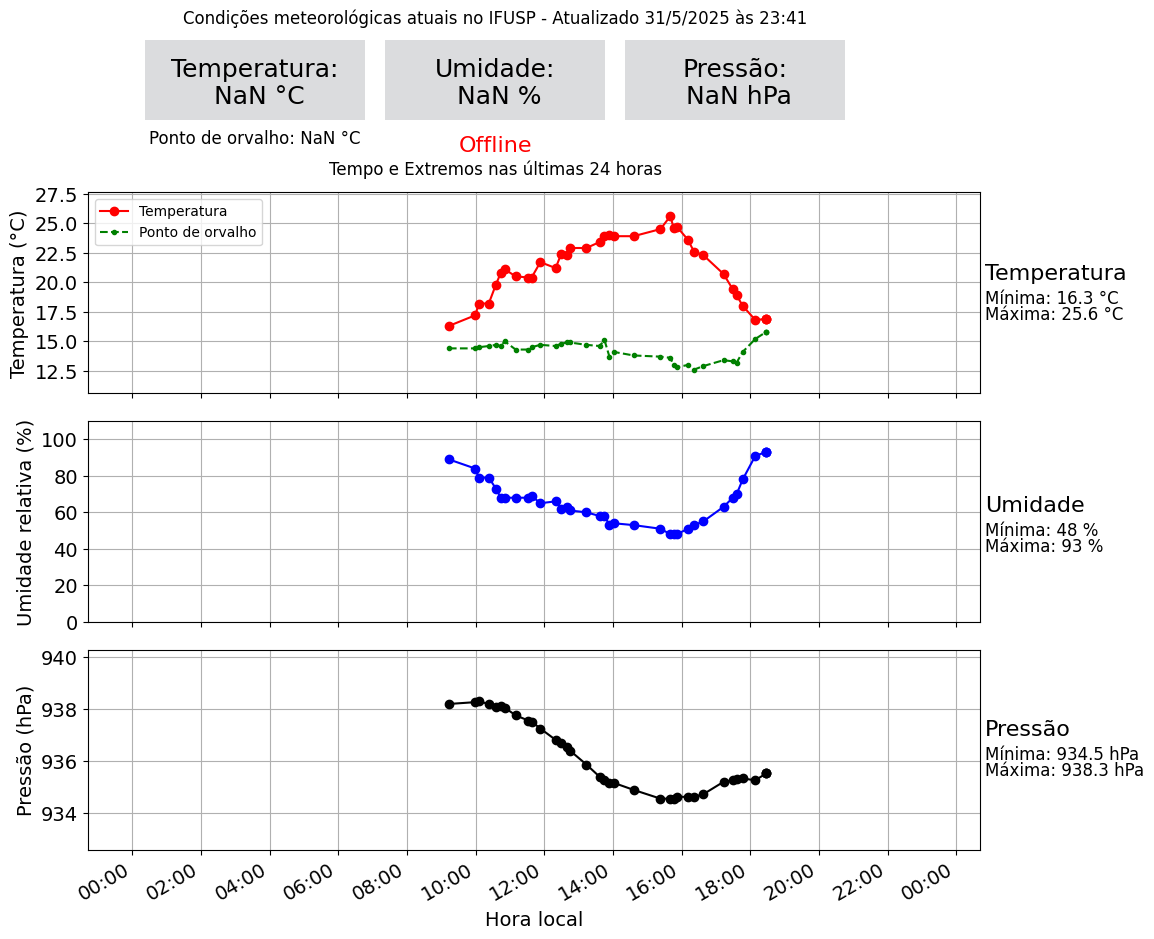 Condições meteorológicas atuais no IFUSP - Atualizado 31/5/2025 às 23:41
Temperatura:
NaN °C
Umidade:
NaN %
Pressão:
NaN hPa
Ponto de orvalho: NaN °C
Offline
Tempo e Extremos nas últimas 24 horas
Temperatura (°C)
27.5
25.0
22.5
20.0
17.5
15.0
12.5
Temperatura
Ponto de orvalho
Temperatura
Mínima: 16.3 °C
Máxima: 25.6 °C
Umidade relativa (%)
100
80
60
40
20
0
Umidade
Mínima: 48 %
Máxima: 93 %
Pressão (hPa)
940
938
936
934
Pressão
Mínima: 934.5 hPa
Máxima: 938.3 hPa
00:00 02:00 04:00 06:00 08:00 10:00 12:00 14:00 16:00 18:00 20:00 22:00 00:00
Hora local